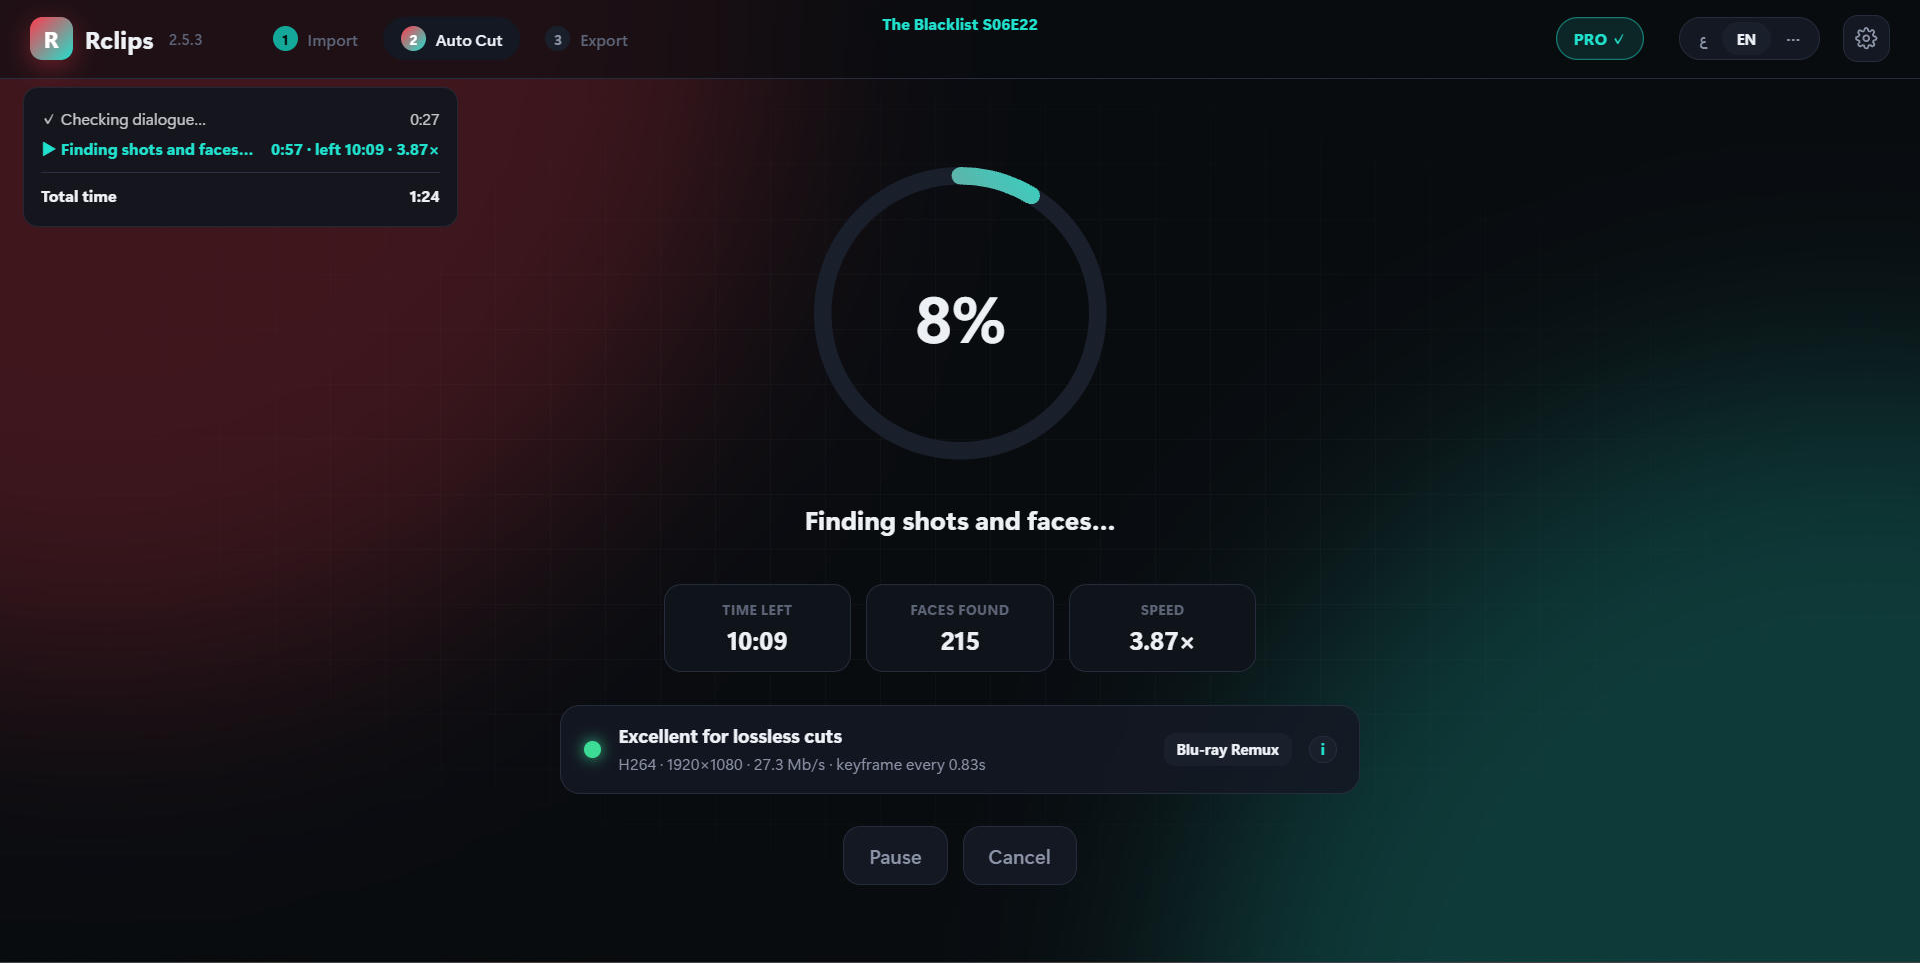 R Rclips 2.5.3
1 Import
2 Auto Cut
3 Export
The Blacklist S06E22
PRO ✓
ع EN ···
✓ Checking dialogue... 0:27
▶ Finding shots and faces... 0:57 · left 10:09 · 3.87×
Total time 1:24
8%
Finding shots and faces...
TIME LEFT
10:09
FACES FOUND
215
SPEED
3.87×
Excellent for lossless cuts
H264 · 1920×1080 · 27.3 Mb/s · keyframe every 0.83s
Blu-ray Remux i
Pause
Cancel